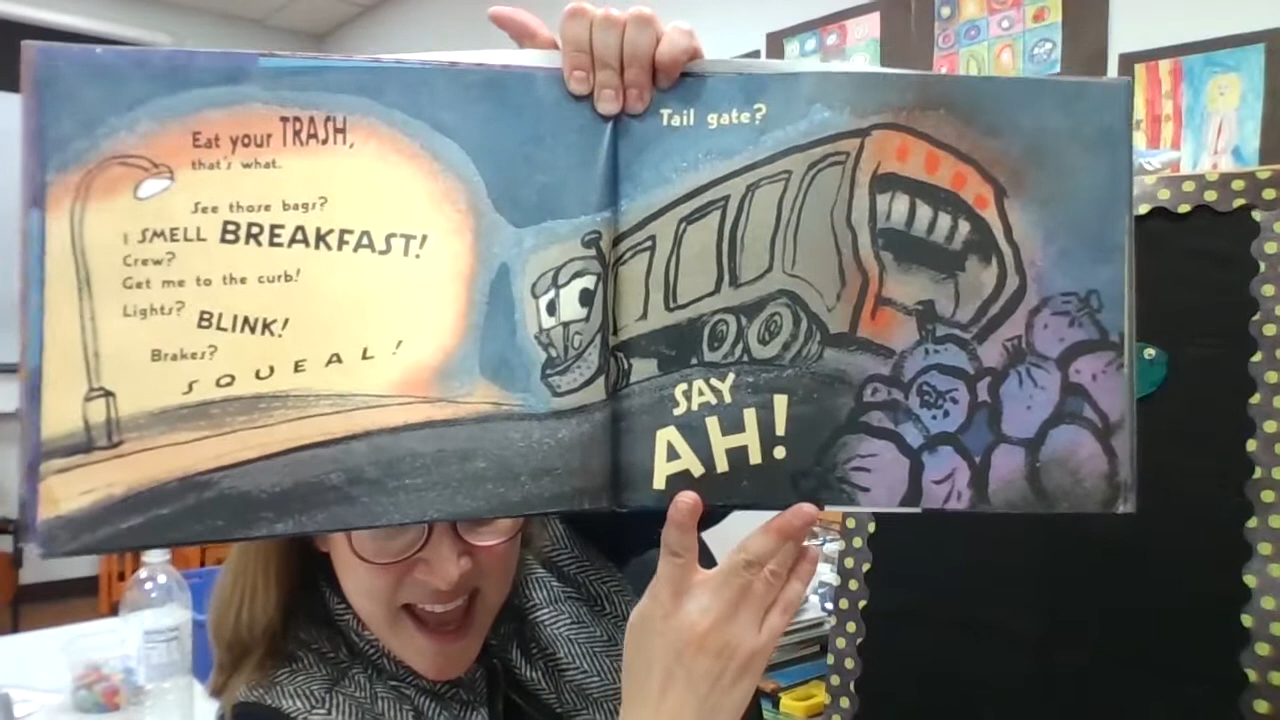 Eat your TRASH,
that's what.
See those bags?
I SMELL BREAKFAST!
Crew?
Get me to the curb!
Lights?
BLINK!
Brakes?
SQUEAL!
Tail gate?
SAY
AH!